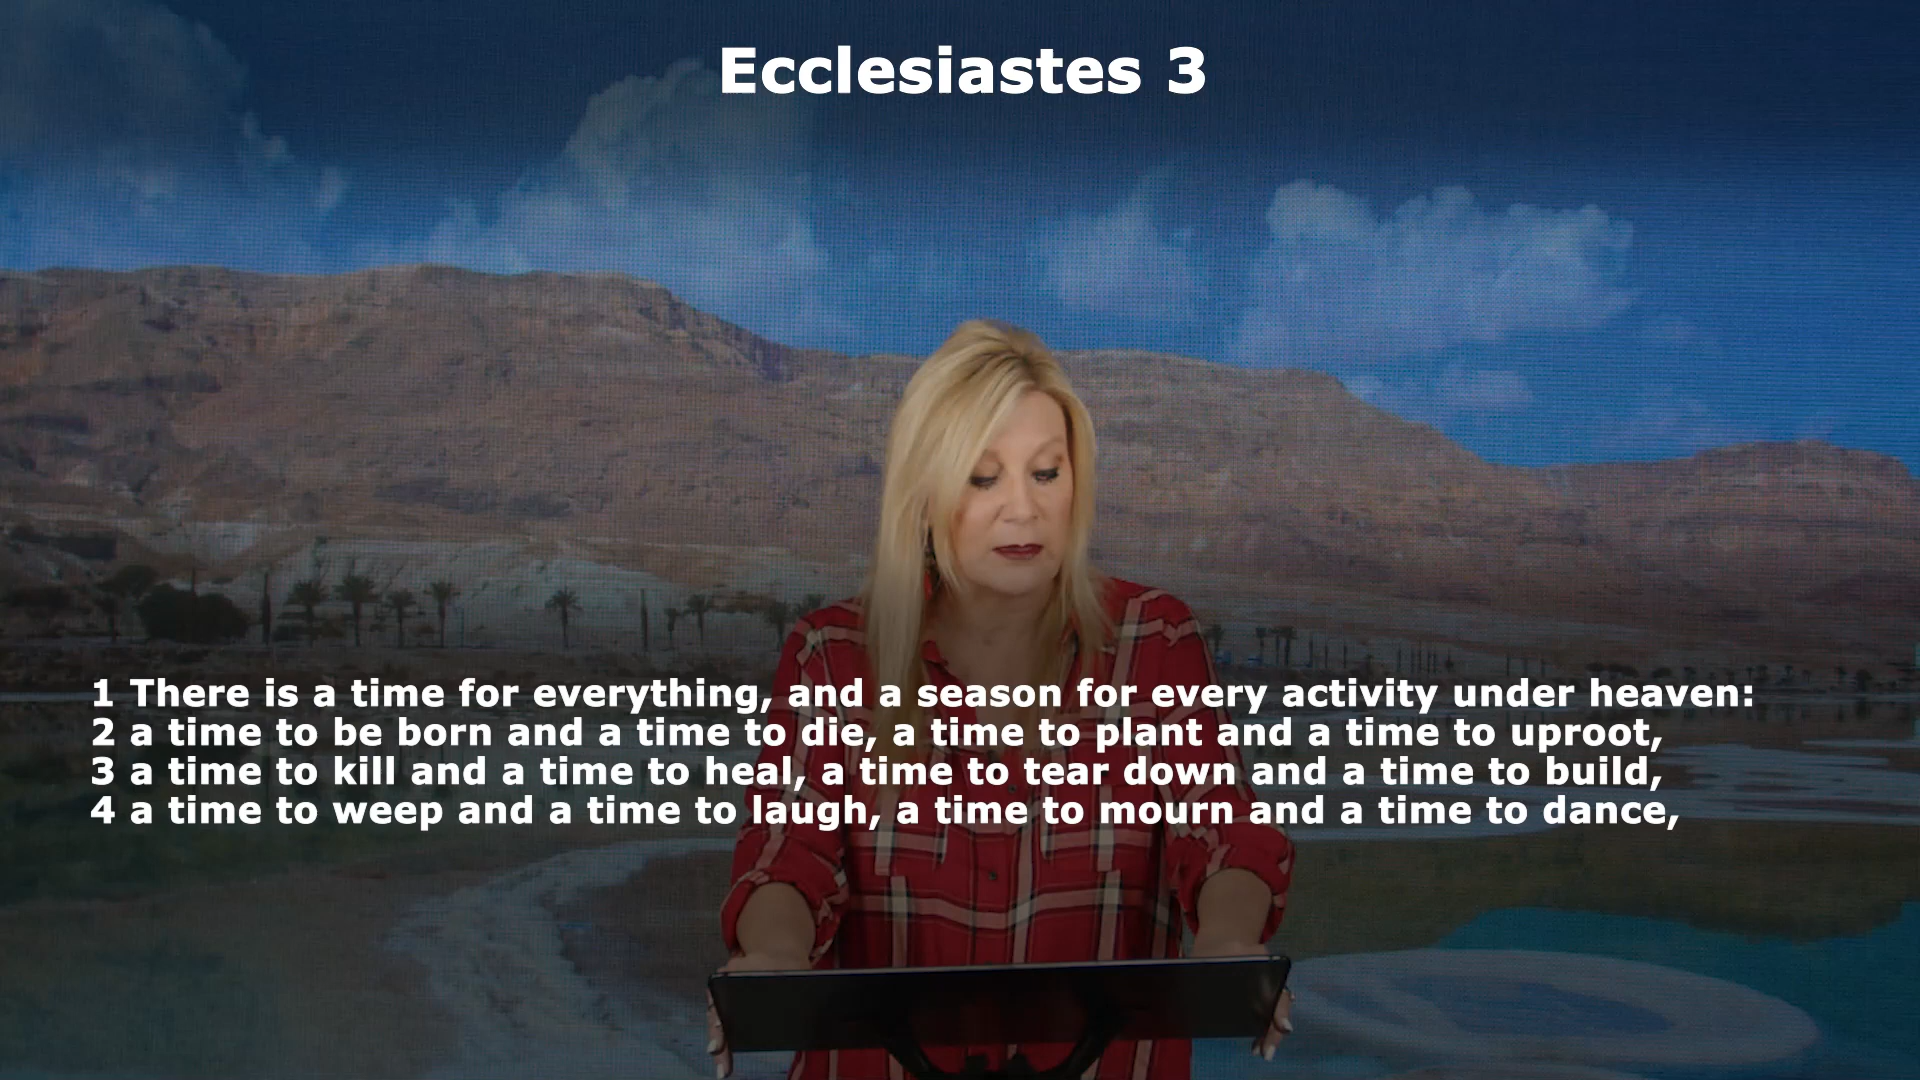 Ecclesiastes 3
1 There is a time for everything, and a season for every activity under heaven:
2 a time to be born and a time to die, a time to plant and a time to uproot,
3 a time to kill and a time to heal, a time to tear down and a time to build,
4 a time to weep and a time to laugh, a time to mourn and a time to dance,